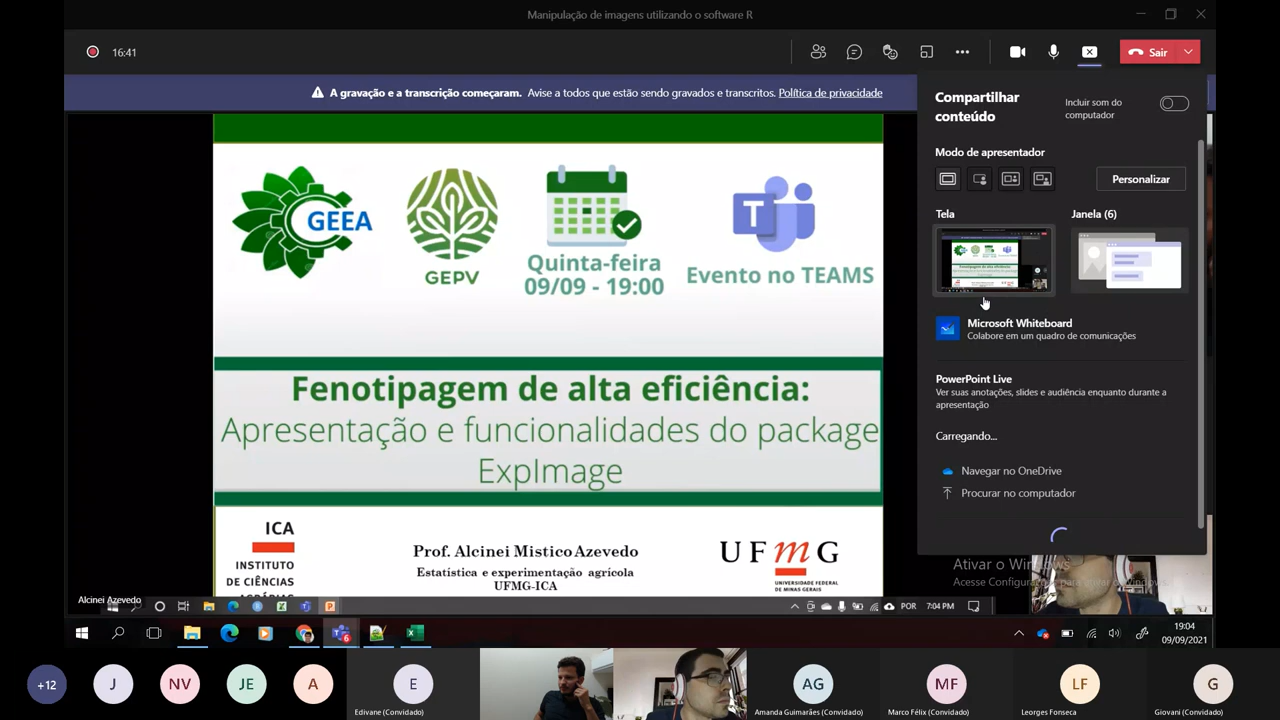 Manipulação de imagens utilizando o software R
16:41
Sair
A gravação e a transcrição começaram. Avise a todos que estão sendo gravados e transcritos. Política de privacidade
Compartilhar
conteúdo
Incluir som do
computador
Modo de apresentador
Personalizar
Tela
Janela (6)
Microsoft Whiteboard
Colabore em um quadro de comunicações
PowerPoint Live
Ver suas anotações, slides e audiência enquanto durante a
apresentação
Carregando...
Navegar no OneDrive
Procurar no computador
GEEA
GEPV
Quinta-feira
09/09 - 19:00
T
Evento no TEAMS
Fenotipagem de alta eficiência:
Apresentação e funcionalidades do package
ExpImage
ICA
INSTITUTO
DE CIÊNCIAS
AGRÁRIAS
Prof. Alcinei Mistico Azevedo
Estatística e experimentação agrícola
UFMG-ICA
UFmG
UNIVERSIDADE FEDERAL
DE MINAS GERAIS
Ativar o Windows
Alcinei Azevedo
POR
7:04 PM
19:04
09/09/2021
+12
J
NV
JE
A
E
Edivane (Convidado)
AG
Amanda Guimarães (Convidado)
MF
Marco Félix (Convidado)
LF
Leorges Fonseca
G
Giovani (Convidado)